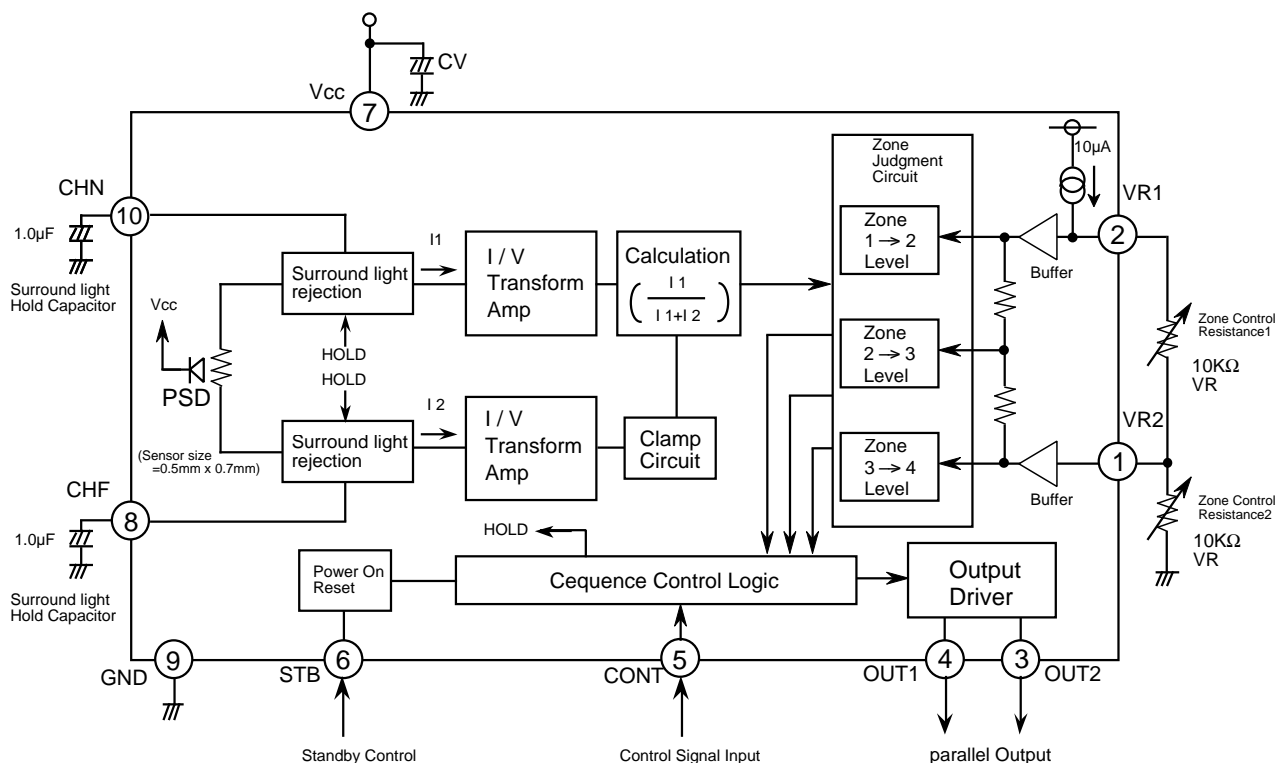 CV
Vcc
7
Zone
Judgment
Circuit
10µA
VR1
CHN
10
2
1.0µF
Surround light
Hold Capacitor
Vcc
PSD
(Sensor size
=0.5mm x 0.7mm)
Surround light
rejection
HOLD
HOLD
Surround light
rejection
I1
I / V
Transform
Amp
Calculation
( I 1 / I 1+I 2 )
I 2
I / V
Transform
Amp
Clamp
Circuit
Zone
1 → 2
Level
Zone
2 → 3
Level
Zone
3 → 4
Level
Buffer
Buffer
Zone Control
Resistance1
10KΩ
VR
VR2
1
Zone Control
Resistance2
10KΩ
VR
CHF
8
1.0µF
Surround light
Hold Capacitor
HOLD
Power On
Reset
Cequence Control Logic
Output
Driver
GND
9
STB
6
CONT
5
OUT1
4
3
OUT2
Standby Control
Control Signal Input
parallel Output